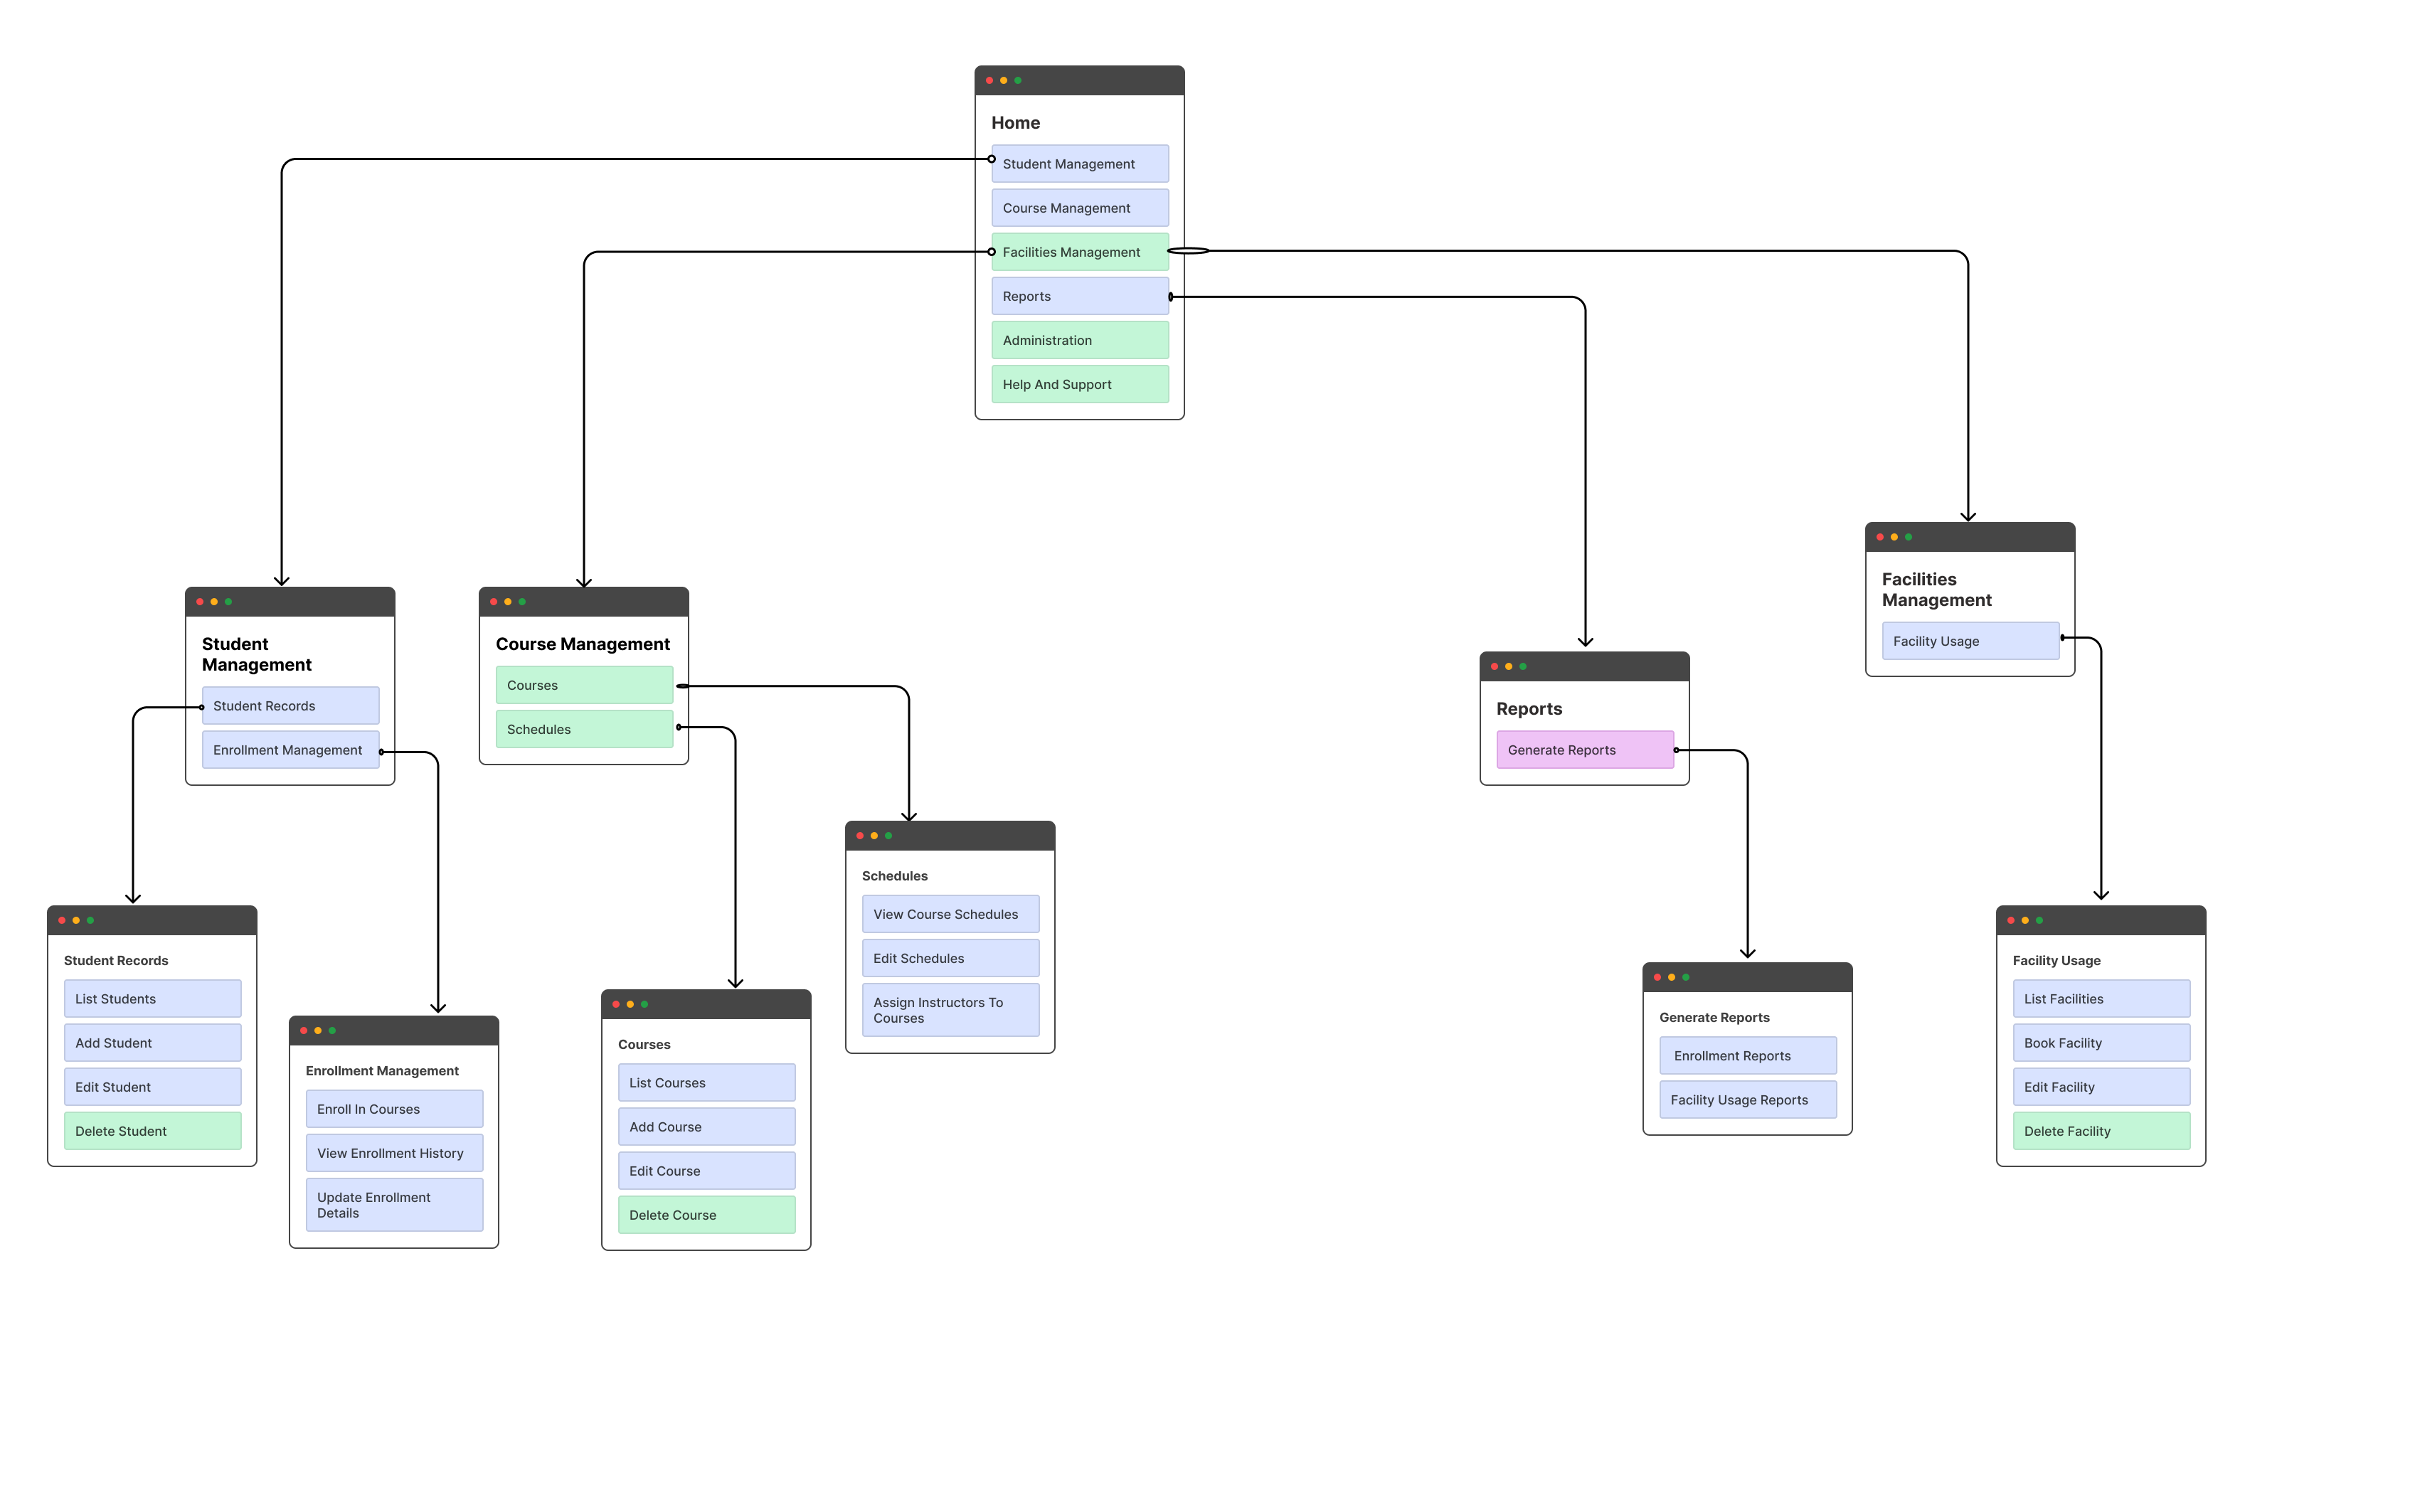 Home
Student Management
Course Management
Facilities Management
Reports
Administration
Help And Support
Student
Management
Student Records
Enrollment Management
Course Management
Courses
Schedules
Reports
Generate Reports
Facilities
Management
Facility Usage
Student Records
List Students
Add Student
Edit Student
Delete Student
Enrollment Management
Enroll In Courses
View Enrollment History
Update Enrollment
Details
Courses
List Courses
Add Course
Edit Course
Delete Course
Schedules
View Course Schedules
Edit Schedules
Assign Instructors To
Courses
Generate Reports
Enrollment Reports
Facility Usage Reports
Facility Usage
List Facilities
Book Facility
Edit Facility
Delete Facility